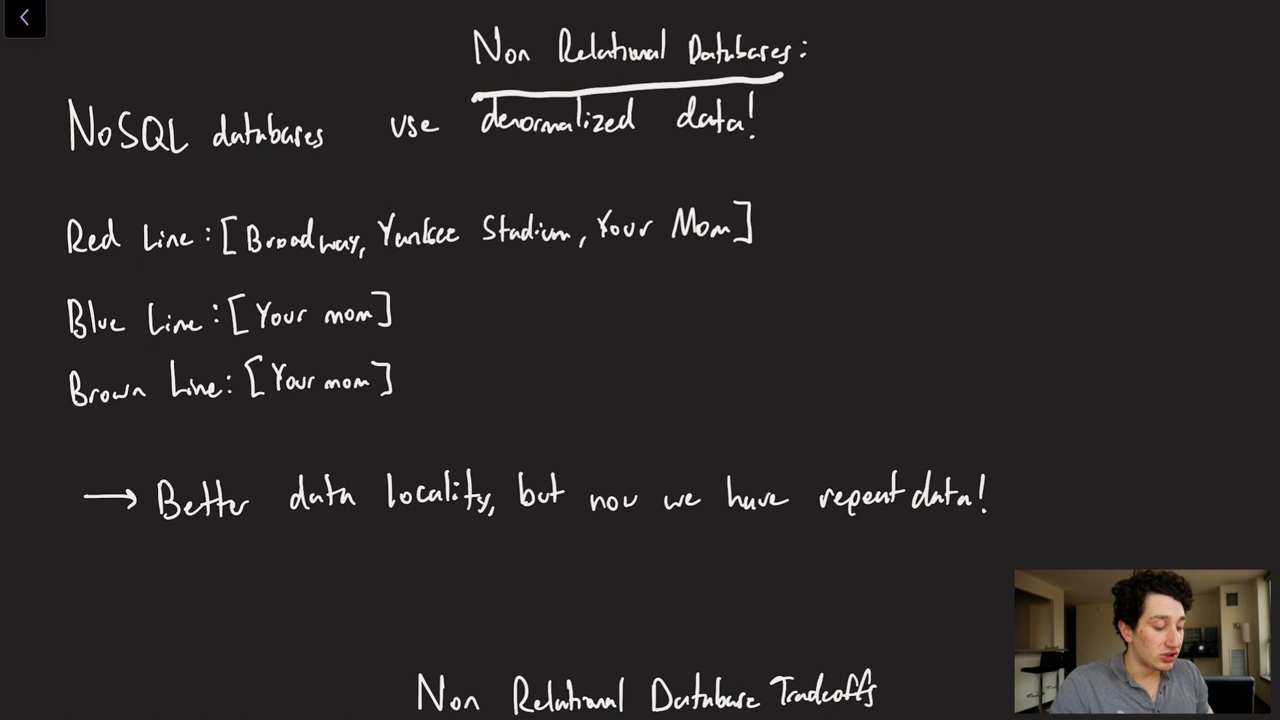 Non Relational Databases:
NoSQL databases use denormalized data!
Red Line: [Broadway, Yankee Stadium, Your Mom]
Blue Line: [Your mom]
Brown Line: [Your mom]
→ Better data locality, but now we have repeat data!
Non Relational Database Tradeoffs